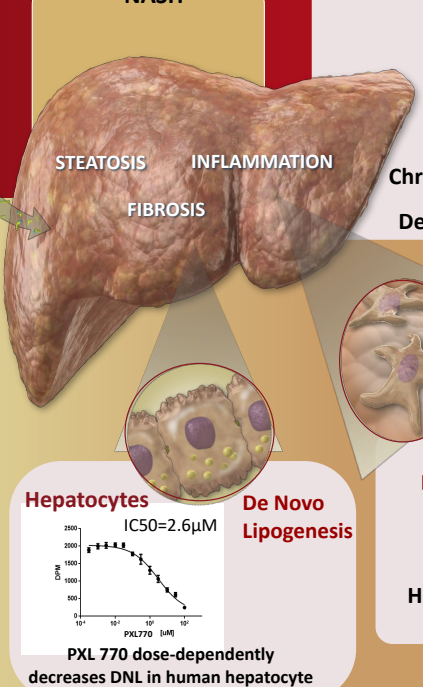 NASH
STEATOSIS
INFLAMMATION
FIBROSIS
Chr
De
Hepatocytes
De Novo
Lipogenesis
IC50=2.6µM
2500
2000
1500
1000
500
0
DPM
10-4
10-2
100
102
PXL770 [uM]
PXL 770 dose-dependently
decreases DNL in human hepatocyte
H